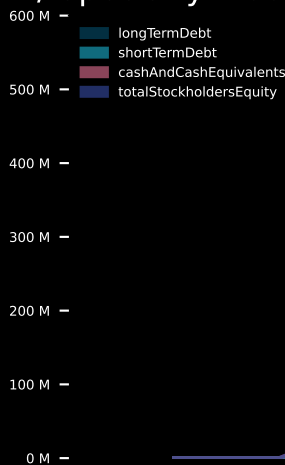 600 M
longTermDebt
shortTermDebt
cashAndCashEquivalents
500 M
totalStockholdersEquity
400 M
300 M
200 M
100 M
0 M